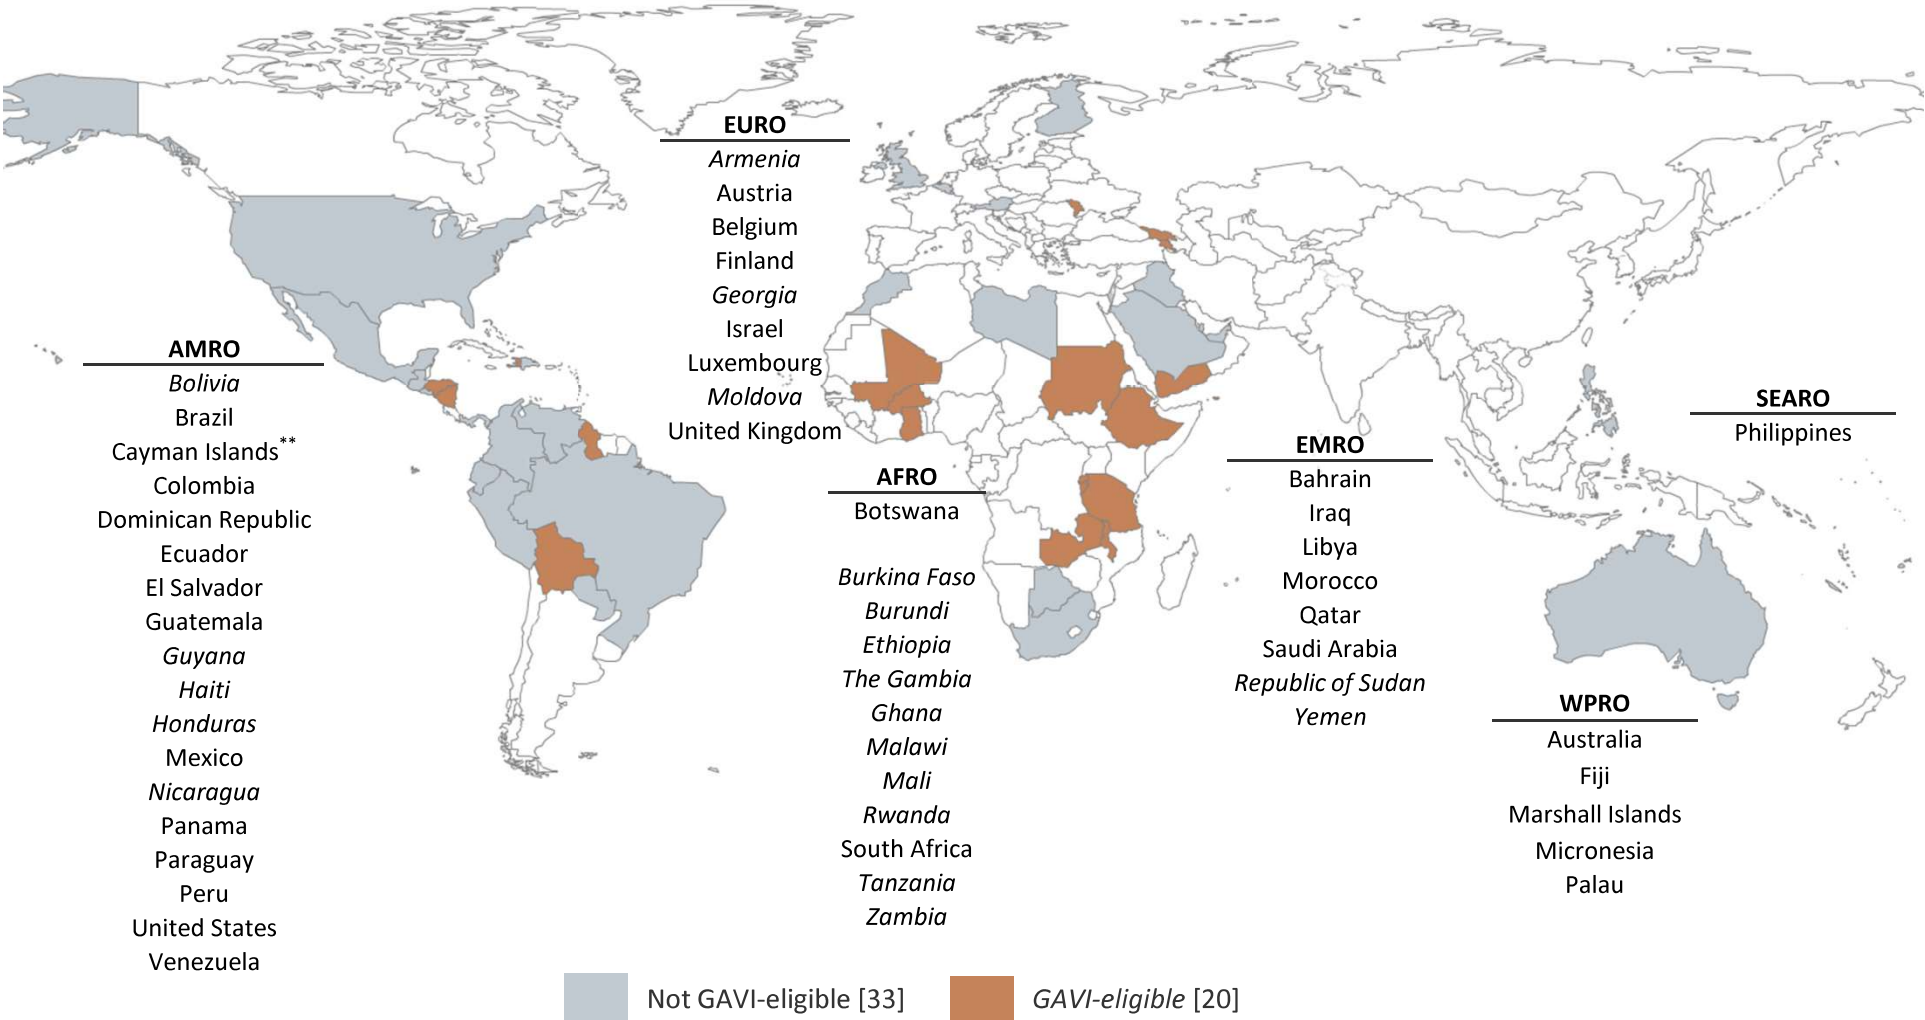 AMRO
Bolivia
Brazil
Cayman Islands**
Colombia
Dominican Republic
Ecuador
El Salvador
Guatemala
Guyana
Haiti
Honduras
Mexico
Nicaragua
Panama
Paraguay
Peru
United States
Venezuela
EURO
Armenia
Austria
Belgium
Finland
Georgia
Israel
Luxembourg
Moldova
United Kingdom
AFRO
Botswana
Burkina Faso
Burundi
Ethiopia
The Gambia
Ghana
Malawi
Mali
Rwanda
South Africa
Tanzania
Zambia
EMRO
Bahrain
Iraq
Libya
Morocco
Qatar
Saudi Arabia
Republic of Sudan
Yemen
SEARO
Philippines
WPRO
Australia
Fiji
Marshall Islands
Micronesia
Palau
Not GAVI-eligible [33]
GAVI-eligible [20]